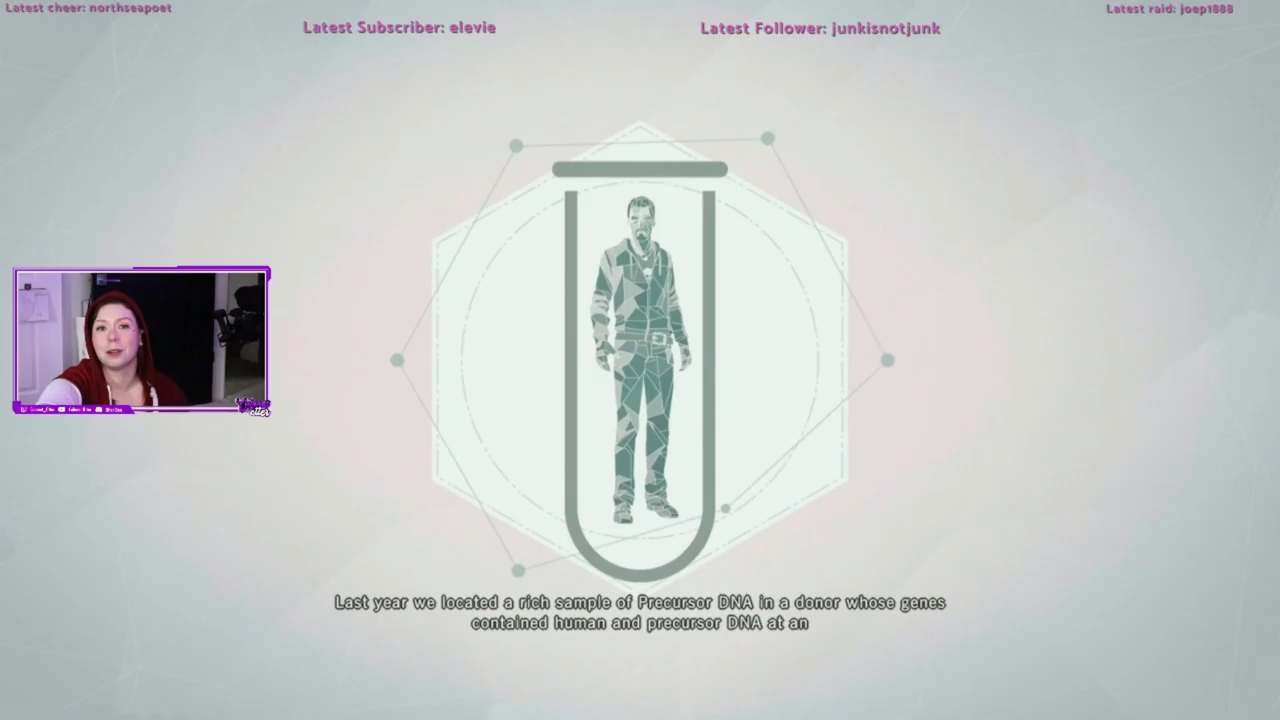 Latest cheer: northseapoet
Latest raid: joep1888
Latest Subscriber: elevie
Latest Follower: junkisnotjunk
Last year we located a rich sample of Precursor DNA in a donor whose genes
contained human and precursor DNA at an